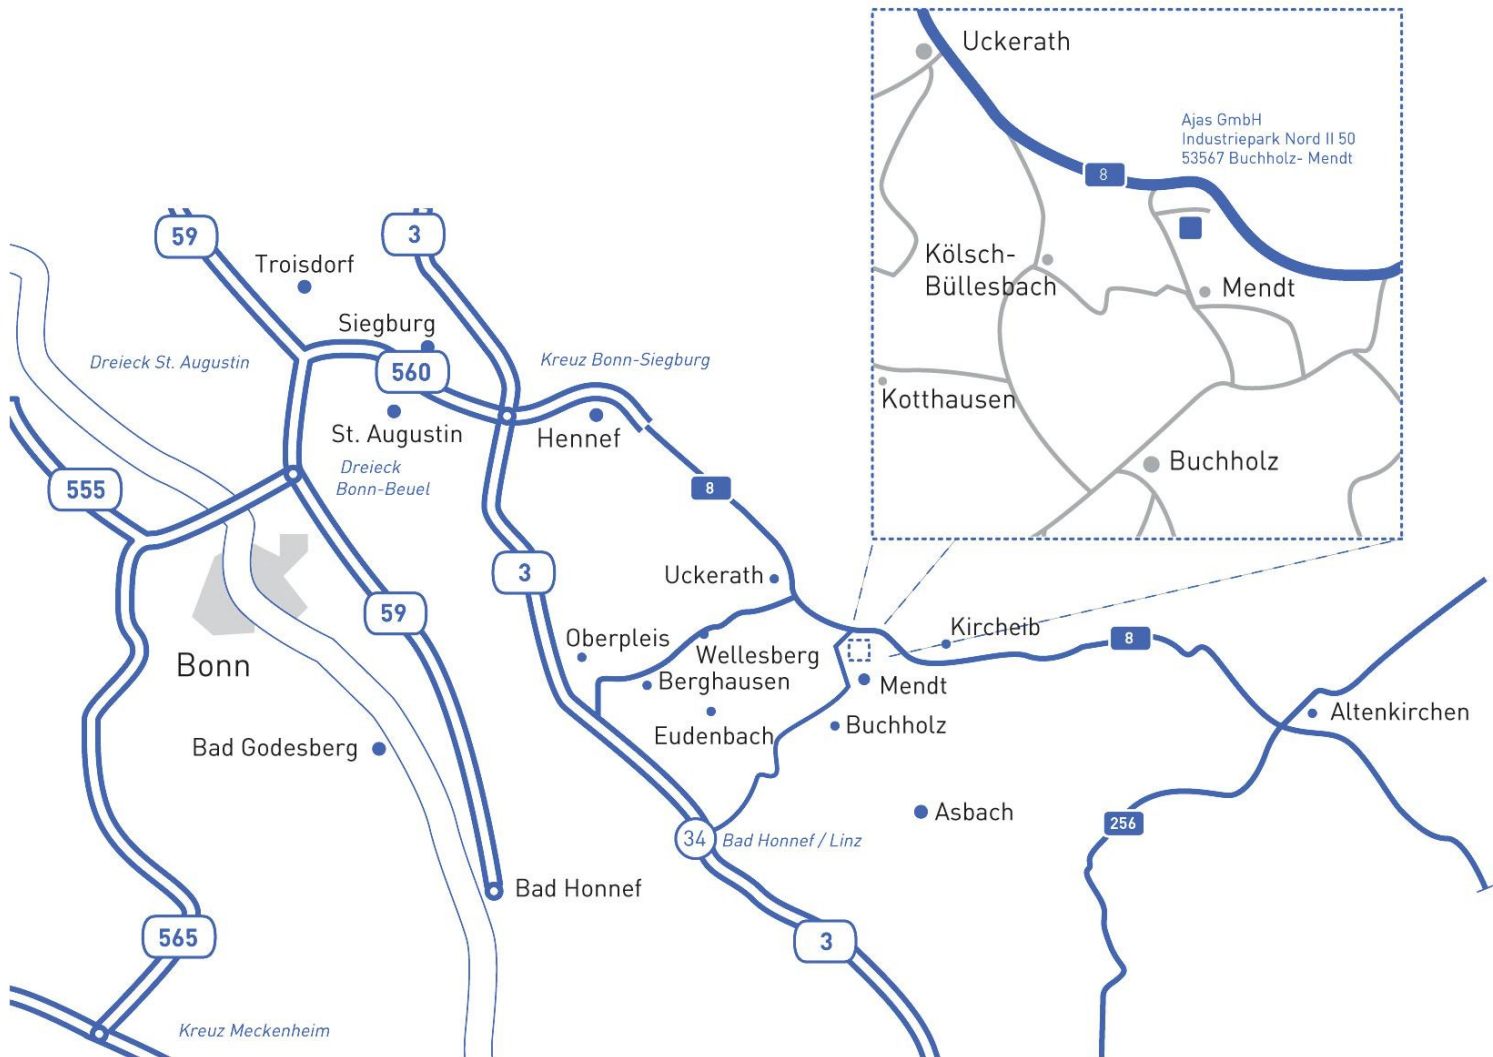 Uckerath
Ajas GmbH
Industriepark Nord II 50
53567 Buchholz- Mendt
8
Kölsch-
Büllesbach
Mendt
Kotthausen
Buchholz
59
3
Troisdorf
Siegburg
Dreieck St. Augustin
560
Kreuz Bonn-Siegburg
St. Augustin
Hennef
Dreieck
Bonn-Beuel
555
8
3
Uckerath
59
Oberpleis
Kircheib
8
Wellesberg
Bonn
Berghausen
Mendt
Altenkirchen
Eudenbach
Buchholz
Bad Godesberg
Asbach
256
34
Bad Honnef / Linz
Bad Honnef
565
3
Kreuz Meckenheim